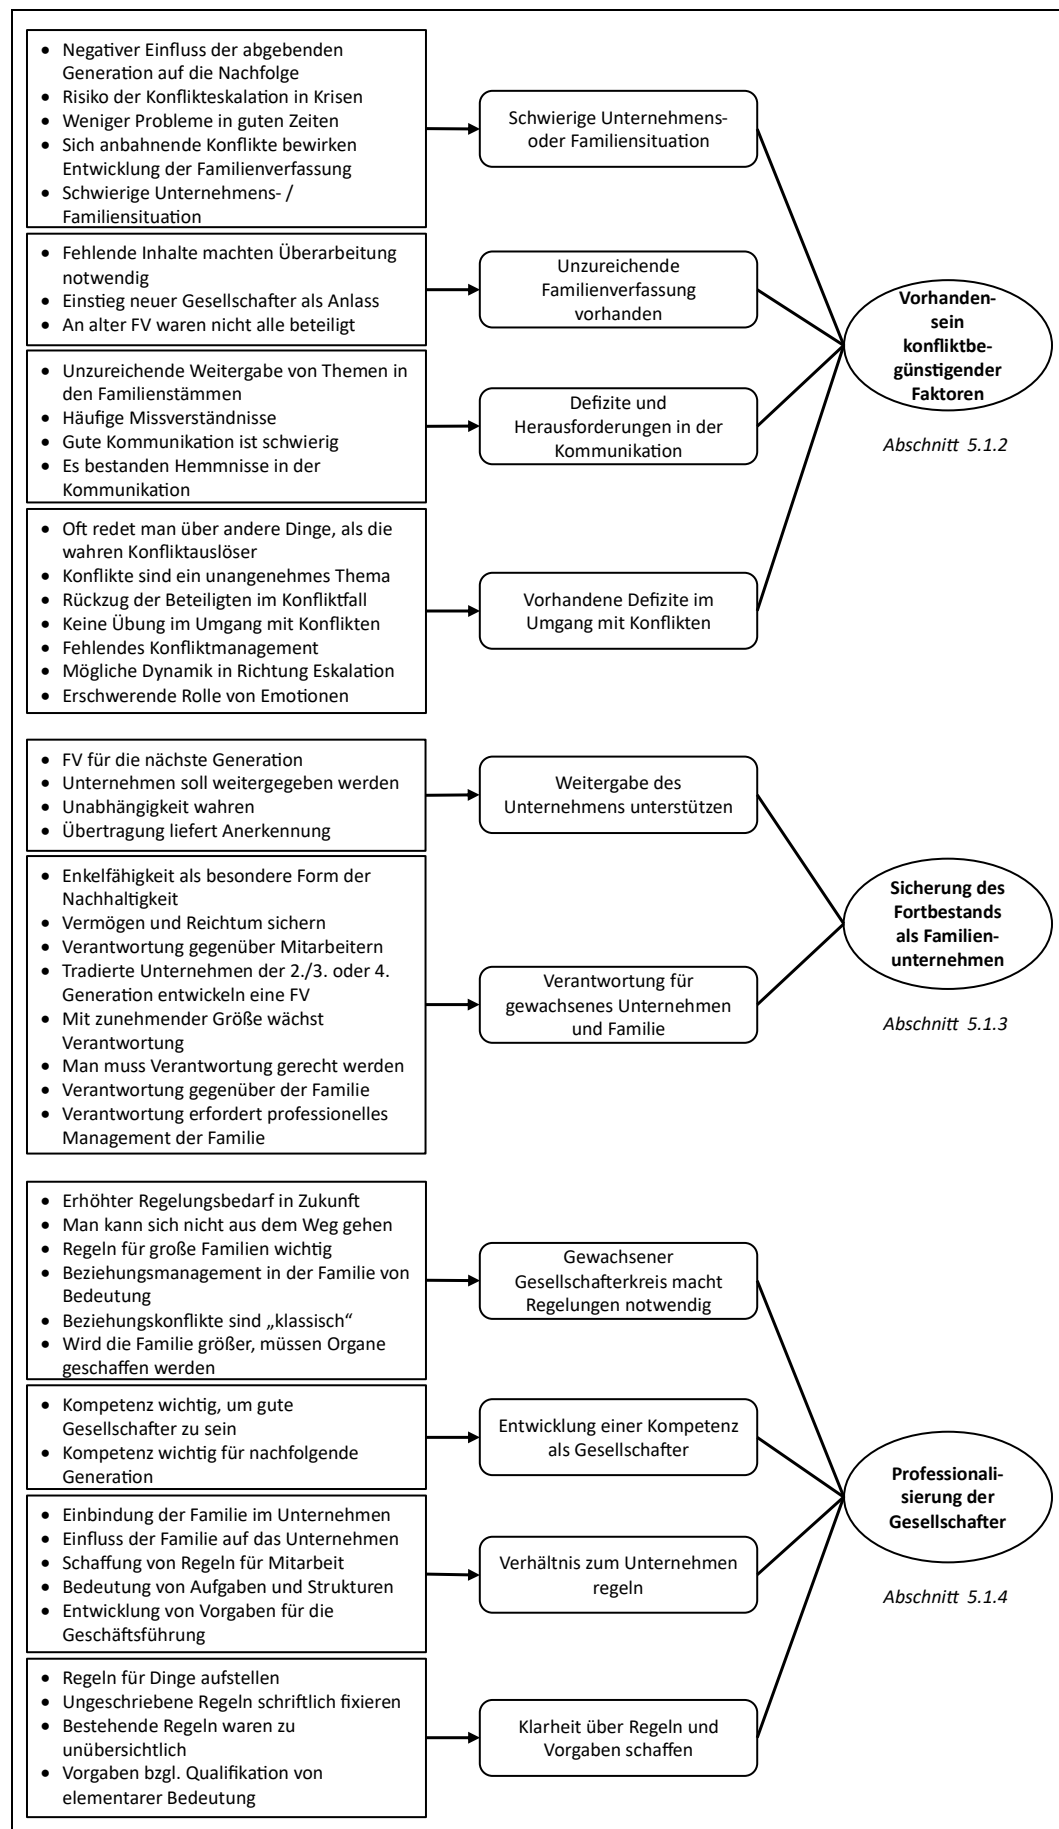 • Negativer Einfluss der abgebenden
Generation auf die Nachfolge
• Risiko der Konflikteskalation in Krisen
• Weniger Probleme in guten Zeiten
• Sich anbahnende Konflikte bewirken
Entwicklung der Familienverfassung
• Schwierige Unternehmens- /
Familiensituation
Schwierige Unternehmens-
oder Familiensituation
• Fehlende Inhalte machten Überarbeitung
notwendig
• Einstieg neuer Gesellschafter als Anlass
• An alter FV waren nicht alle beteiligt
Unzureichende
Familienverfassung
vorhanden
• Unzureichende Weitergabe von Themen in
den Familienstämmen
• Häufige Missverständnisse
• Gute Kommunikation ist schwierig
• Es bestanden Hemmnisse in der
Kommunikation
Defizite und
Herausforderungen in der
Kommunikation
• Oft redet man über andere Dinge, als die
wahren Konfliktauslöser
• Konflikte sind ein unangenehmes Thema
• Rückzug der Beteiligten im Konfliktfall
• Keine Übung im Umgang mit Konflikten
• Fehlendes Konfliktmanagement
• Mögliche Dynamik in Richtung Eskalation
• Erschwerende Rolle von Emotionen
Vorhandene Defizite im
Umgang mit Konflikten
Vorhanden-
sein
konfliktbe-
günstigender
Faktoren
Abschnitt 5.1.2
• FV für die nächste Generation
• Unternehmen soll weitergegeben werden
• Unabhängigkeit wahren
• Übertragung liefert Anerkennung
Weitergabe des
Unternehmens unterstützen
• Enkelfähigkeit als besondere Form der
Nachhaltigkeit
• Vermögen und Reichtum sichern
• Verantwortung gegenüber Mitarbeitern
• Tradierte Unternehmen der 2./3. oder 4.
Generation entwickeln eine FV
• Mit zunehmender Größe wächst
Verantwortung
• Man muss Verantwortung gerecht werden
• Verantwortung gegenüber der Familie
• Verantwortung erfordert professionelles
Management der Familie
Verantwortung für
gewachsenes Unternehmen
und Familie
Sicherung des
Fortbestands
als Familien-
unternehmen
Abschnitt 5.1.3
• Erhöhter Regelungsbedarf in Zukunft
• Man kann sich nicht aus dem Weg gehen
• Regeln für große Familien wichtig
• Beziehungsmanagement in der Familie von
Bedeutung
• Beziehungskonflikte sind „klassisch“
• Wird die Familie größer, müssen Organe
geschaffen werden
Gewachsener
Gesellschafterkreis macht
Regelungen notwendig
• Kompetenz wichtig, um gute
Gesellschafter zu sein
• Kompetenz wichtig für nachfolgende
Generation
Entwicklung einer Kompetenz
als Gesellschafter
• Einbindung der Familie im Unternehmen
• Einfluss der Familie auf das Unternehmen
• Schaffung von Regeln für Mitarbeit
• Bedeutung von Aufgaben und Strukturen
• Entwicklung von Vorgaben für die
Geschäftsführung
Verhältnis zum Unternehmen
regeln
• Regeln für Dinge aufstellen
• Ungeschriebene Regeln schriftlich fixieren
• Bestehende Regeln waren zu
unübersichtlich
• Vorgaben bzgl. Qualifikation von
elementarer Bedeutung
Klarheit über Regeln und
Vorgaben schaffen
Professionali-
sierung der
Gesellschafter
Abschnitt 5.1.4